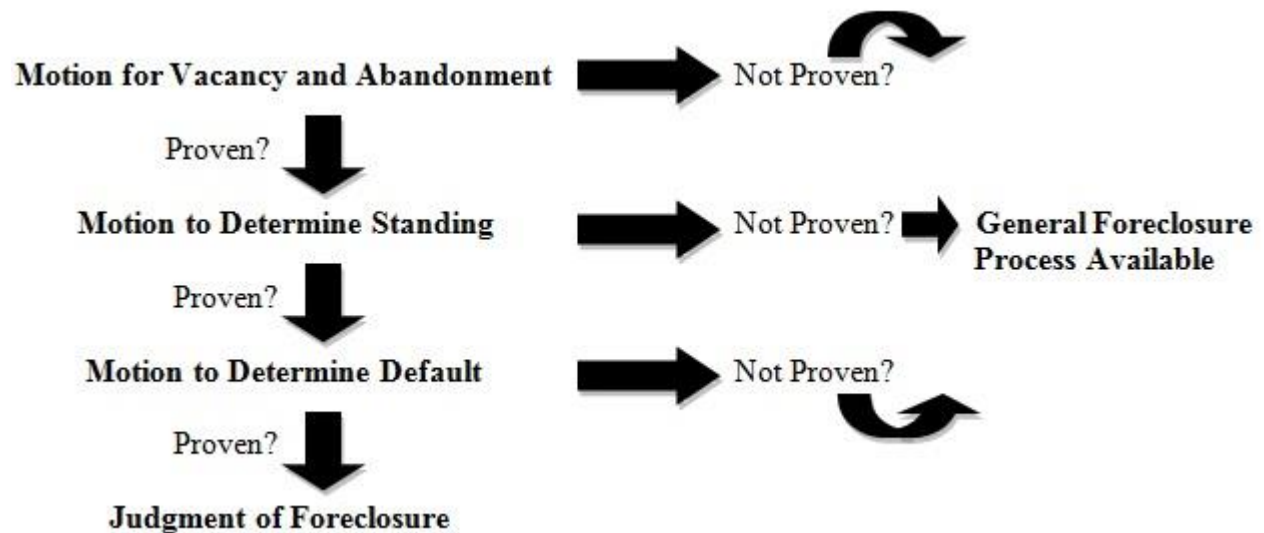 Motion for Vacancy and Abandonment
Not Proven?
Proven?
Motion to Determine Standing
Not Proven?
General Foreclosure
Process Available
Proven?
Motion to Determine Default
Not Proven?
Proven?
Judgment of Foreclosure